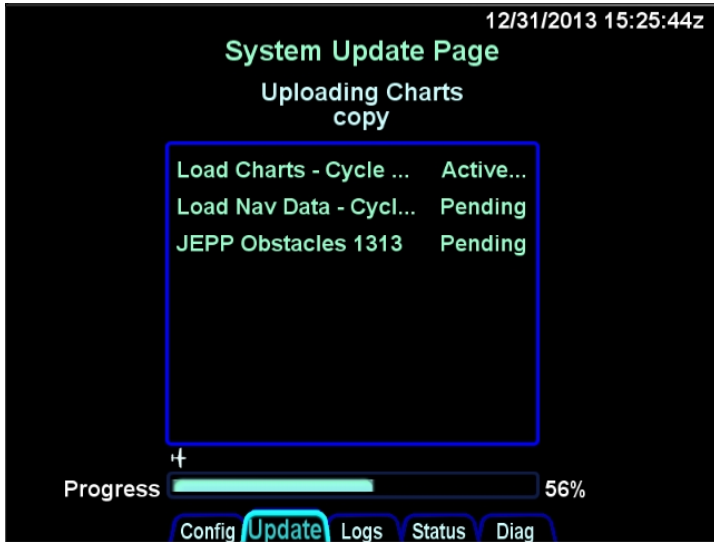 12/31/2013 15:25:44z
System Update Page
Uploading Charts
copy
Load Charts - Cycle ... Active...
Load Nav Data - Cycl... Pending
JEPP Obstacles 1313 Pending
Progress 56%
Config Update Logs Status Diag